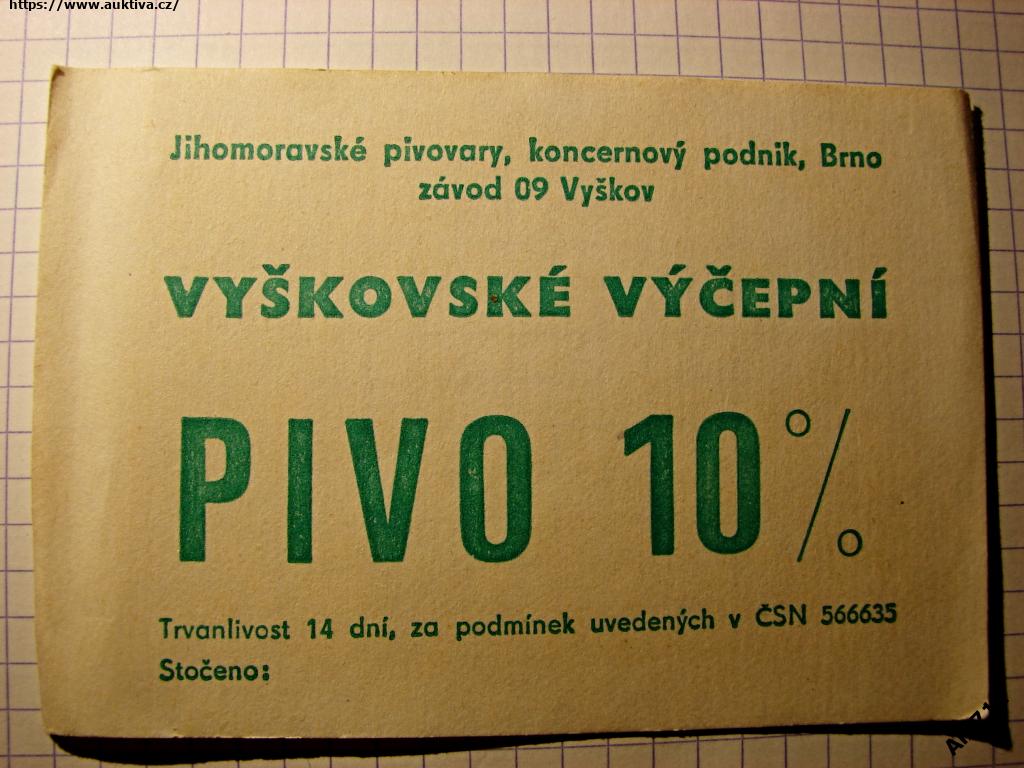 https://www.auktiva.cz/
Jihomoravské pivovary, koncernový podnik, Brno
závod 09 Vyškov
VYŠKOVSKÉ VÝČEPNÍ
PIVO 10%
Trvanlivost 14 dní, za podmínek uvedených v ČSN 566635
Stočeno: